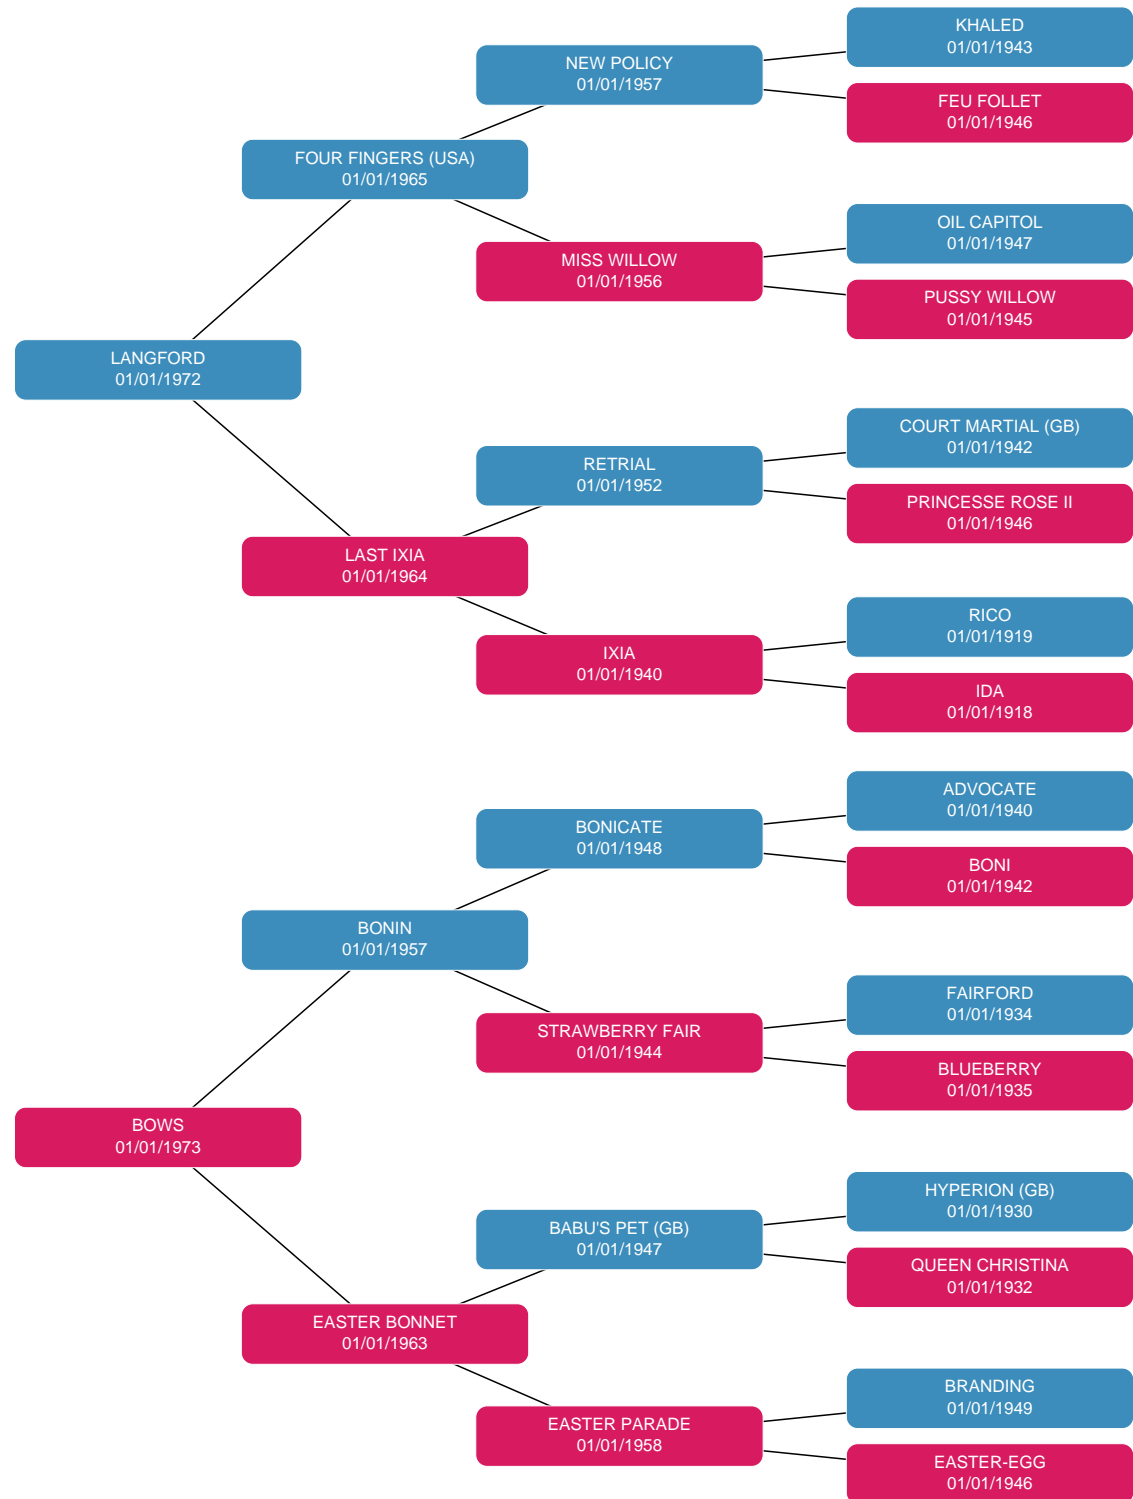 KHALED
01/01/1943
NEW POLICY
01/01/1957
FEU FOLLET
01/01/1946
FOUR FINGERS (USA)
01/01/1965
OIL CAPITOL
01/01/1947
MISS WILLOW
01/01/1956
PUSSY WILLOW
01/01/1945
LANGFORD
01/01/1972
COURT MARTIAL (GB)
01/01/1942
RETRIAL
01/01/1952
PRINCESSE ROSE II
01/01/1946
LAST IXIA
01/01/1964
RICO
01/01/1919
IXIA
01/01/1940
IDA
01/01/1918
ADVOCATE
01/01/1940
BONICATE
01/01/1948
BONI
01/01/1942
BONIN
01/01/1957
FAIRFORD
01/01/1934
STRAWBERRY FAIR
01/01/1944
BLUEBERRY
01/01/1935
BOWS
01/01/1973
HYPERION (GB)
01/01/1930
BABU'S PET (GB)
01/01/1947
QUEEN CHRISTINA
01/01/1932
EASTER BONNET
01/01/1963
BRANDING
01/01/1949
EASTER PARADE
01/01/1958
EASTER-EGG
01/01/1946